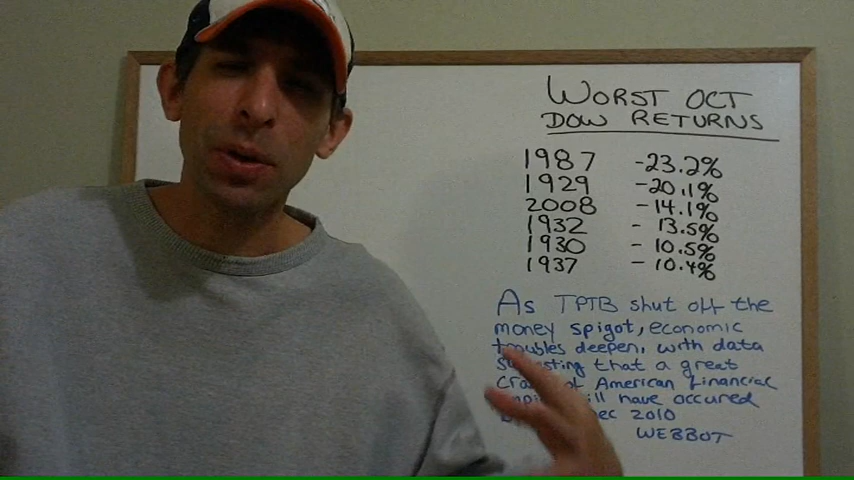 WORST OCT
DOW RETURNS
1987 -23.2%
1929 -20.1%
2008 -14.1%
1932 -13.5%
1930 -10.5%
1937 -10.4%
As TPTB shut off the
money spigot, economic
troubles deepen, with data
that a great
of American financial
have occured
2010
WEBBOT